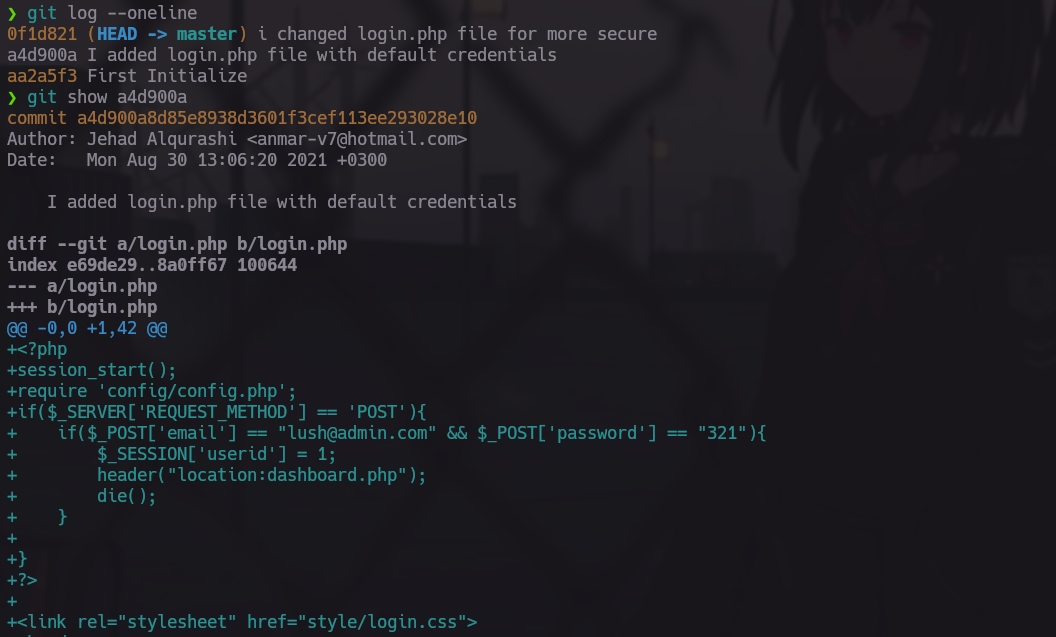 ❯ git log --oneline
0f1d821 (HEAD -> master) i changed login.php file for more secure
a4d900a I added login.php file with default credentials
aa2a5f3 First Initialize
❯ git show a4d900a
commit a4d900a8d85e8938d3601f3cef113ee293028e10
Author: Jehad Alqurashi <anmar-v7@hotmail.com>
Date:   Mon Aug 30 13:06:20 2021 +0300

    I added login.php file with default credentials

diff --git a/login.php b/login.php
index e69de29..8a0ff67 100644
--- a/login.php
+++ b/login.php
@@ -0,0 +1,42 @@
+<?php
+session_start();
+require 'config/config.php';
+if($_SERVER['REQUEST_METHOD'] == 'POST'){
+    if($_POST['email'] == "lush@admin.com" && $_POST['password'] == "321"){
+        $_SESSION['userid'] = 1;
+        header("location:dashboard.php");
+        die();
+    }
+
+}
+?>
+
+<link rel="stylesheet" href="style/login.css">